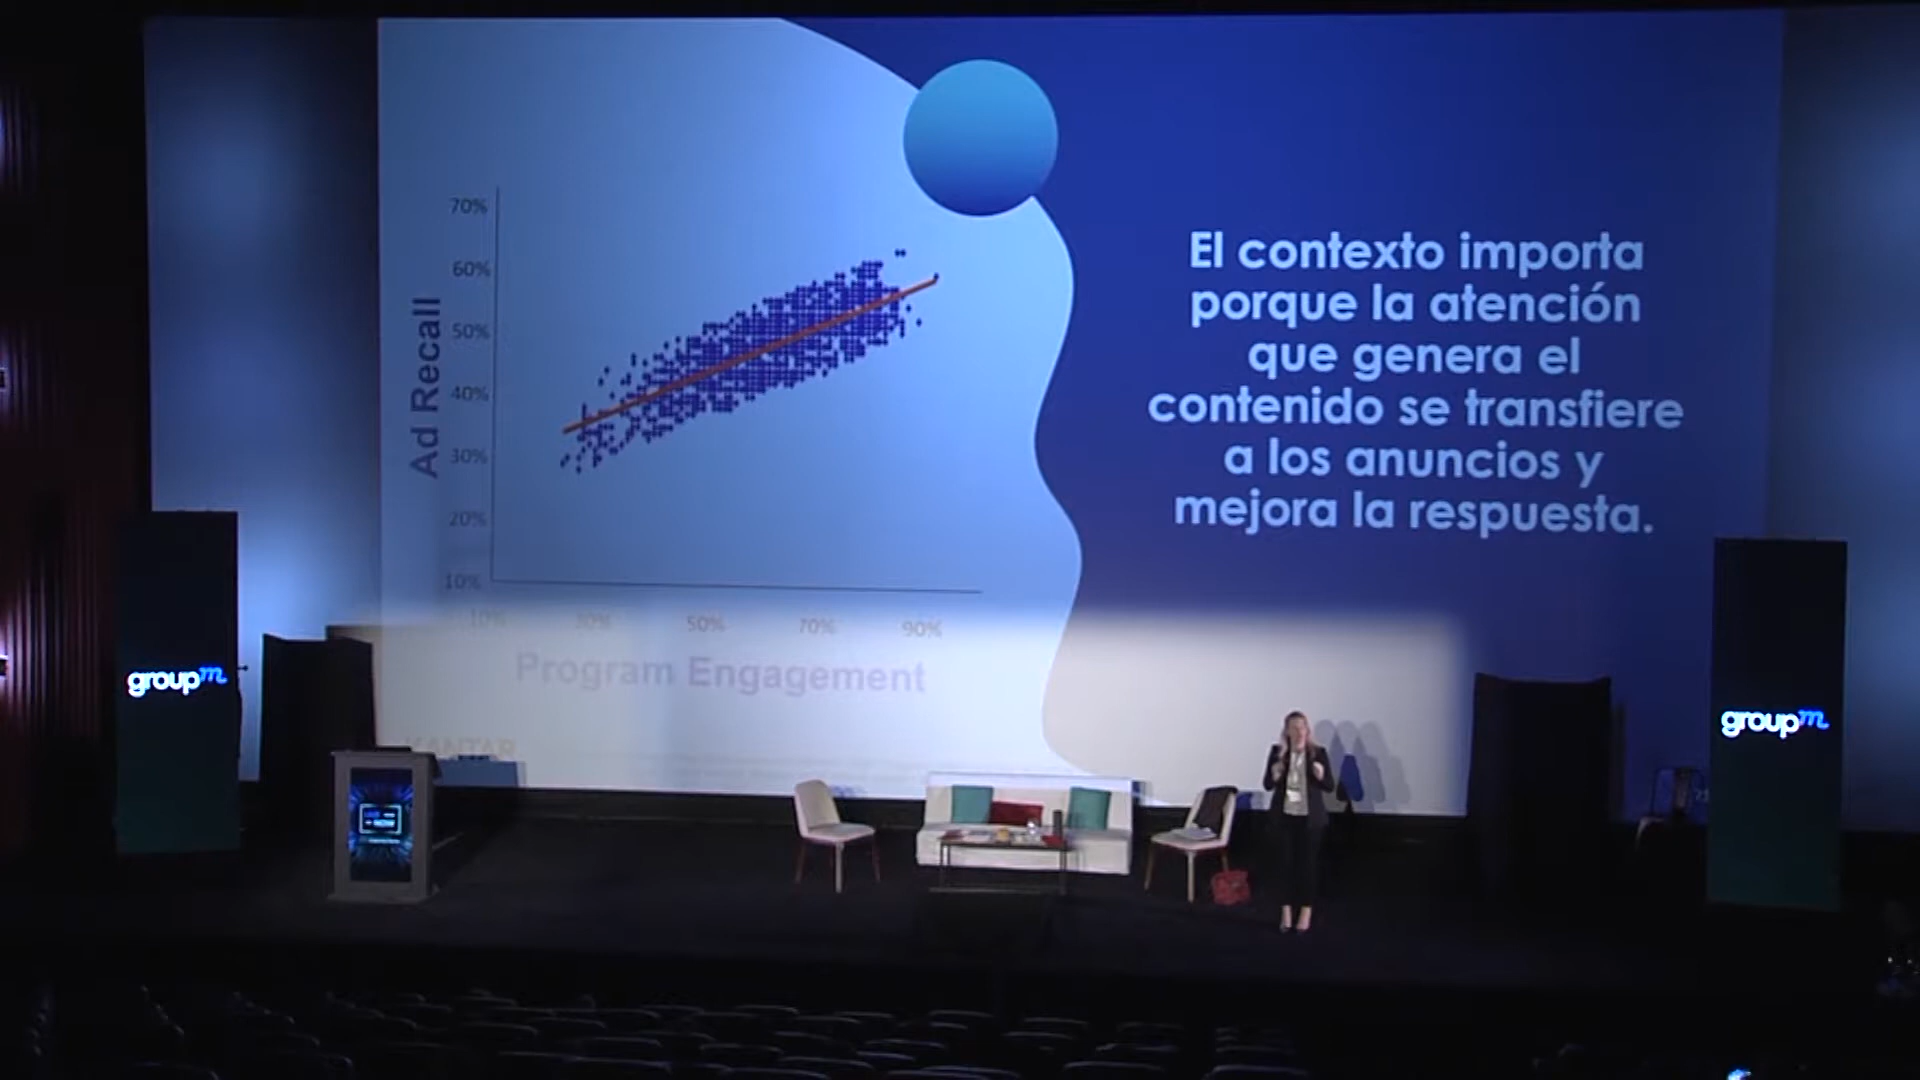 70%
60%
50%
40%
30%
20%
10%
Ad Recall
10%
30%
50%
70%
90%
Program Engagement
KANTAR
El contexto importa
porque la atención
que genera el
contenido se transfiere
a los anuncios y
mejora la respuesta.
groupm
groupm
NOW